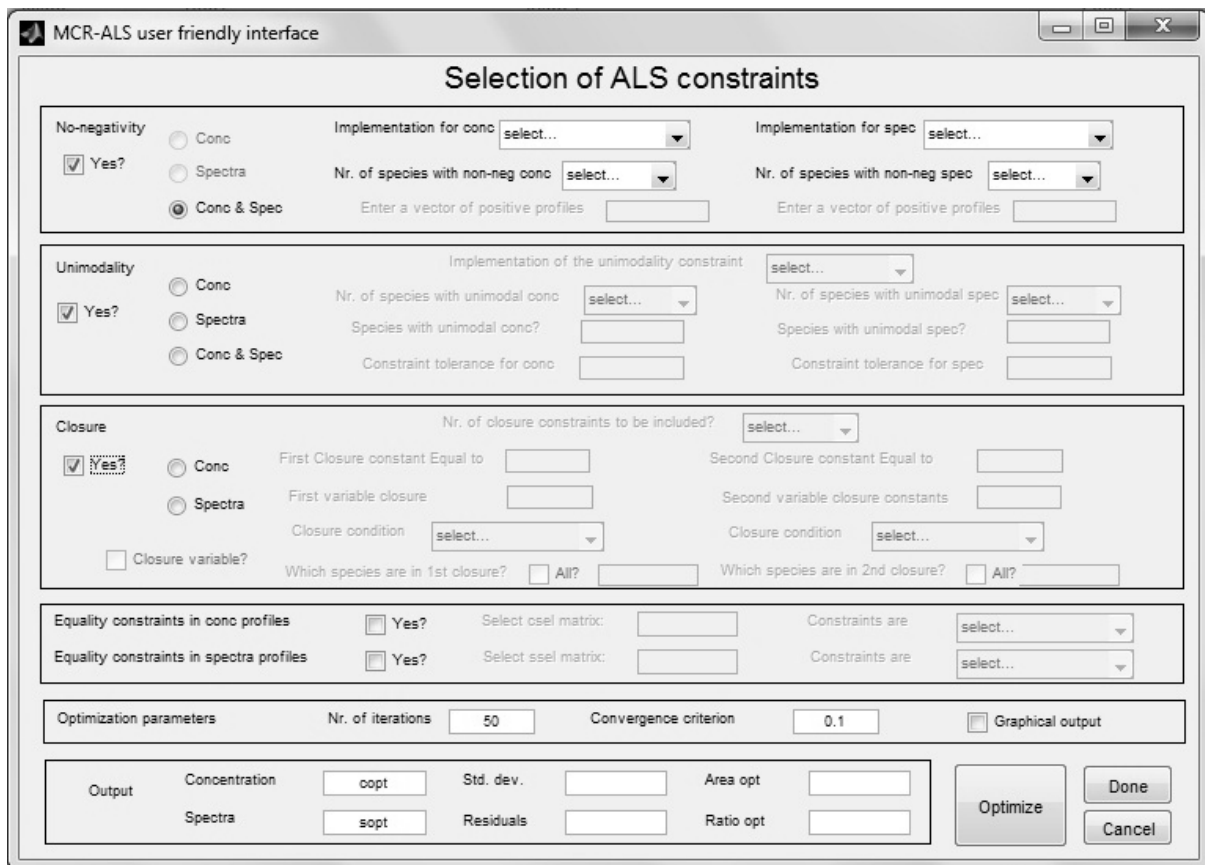 MCR-ALS user friendly interface
Selection of ALS constraints
No-negativity
Yes?
Conc
Spectra
Conc & Spec
Implementation for conc select...
Implementation for spec select...
Nr. of species with non-neg conc select...
Nr. of species with non-neg spec select...
Enter a vector of positive profiles
Enter a vector of positive profiles
Unimodality
Yes?
Conc
Spectra
Conc & Spec
Implementation of the unimodality constraint select...
Nr. of species with unimodal conc select...
Nr. of species with unimodal spec select...
Species with unimodal conc?
Species with unimodal spec?
Constraint tolerance for conc
Constraint tolerance for spec
Closure
Yes?
Conc
Spectra
Closure variable?
Nr. of closure constraints to be included? select...
First Closure constant Equal to
Second Closure constant Equal to
First variable closure
Second variable closure constants
Closure condition select...
Closure condition select...
Which species are in 1st closure? All?
Which species are in 2nd closure? All?
Equality constraints in conc profiles Yes? Select csel matrix: Constraints are select...
Equality constraints in spectra profiles Yes? Select ssel matrix: Constraints are select...
Optimization parameters Nr. of iterations 50 Convergence criterion 0.1 Graphical output
Output
Concentration copt Std. dev. Area opt
Spectra sopt Residuals Ratio opt
Optimize
Done
Cancel